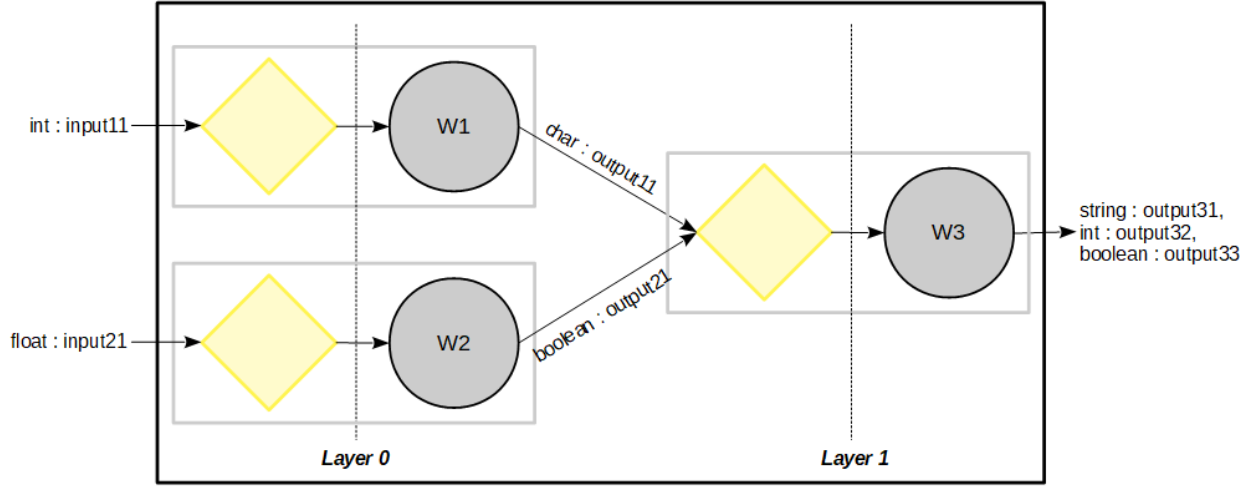 int : input11
W1
char : output11
W3
string : output31,
int : output32,
boolean : output33
float : input21
W2
boolean : output21
Layer 0
Layer 1